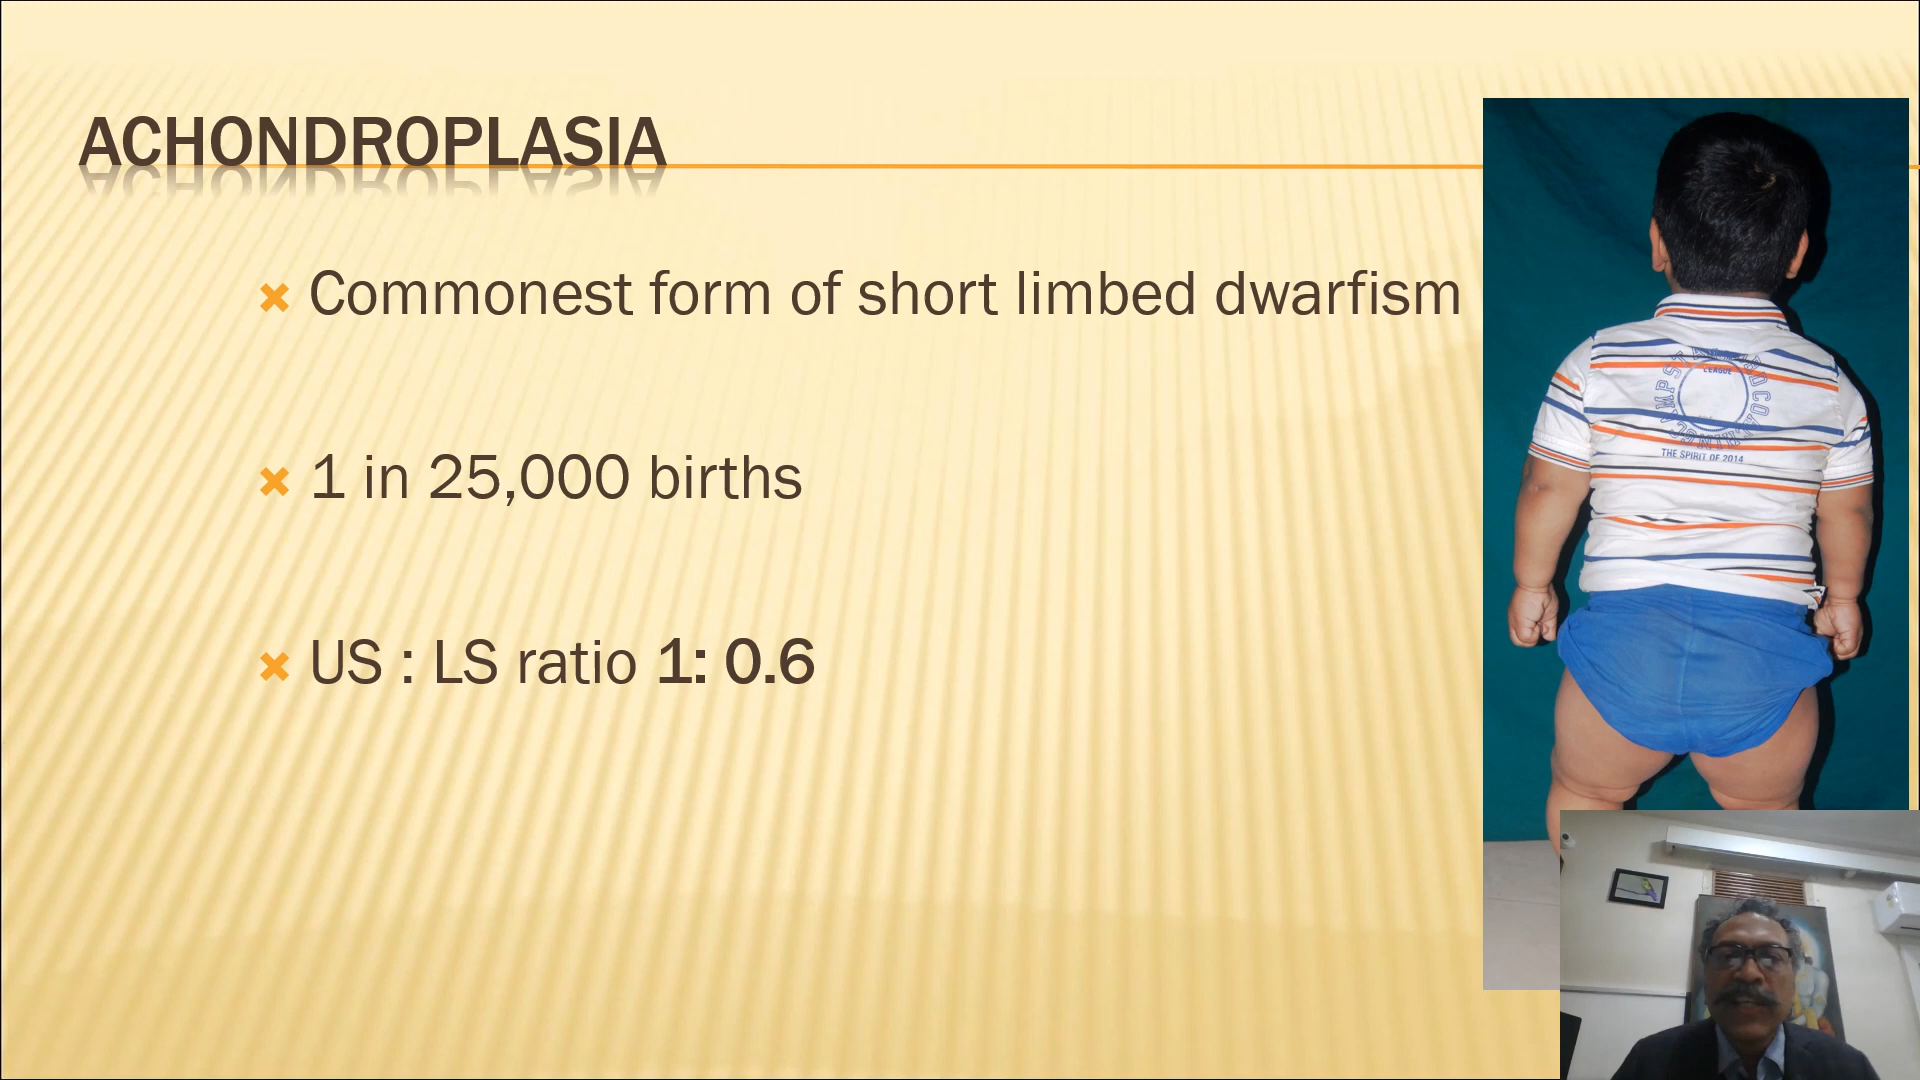 ACHONDROPLASIA
Commonest form of short limbed dwarfism
1 in 25,000 births
US : LS ratio 1: 0.6
LEAGUE
THE SPIRIT OF 2014